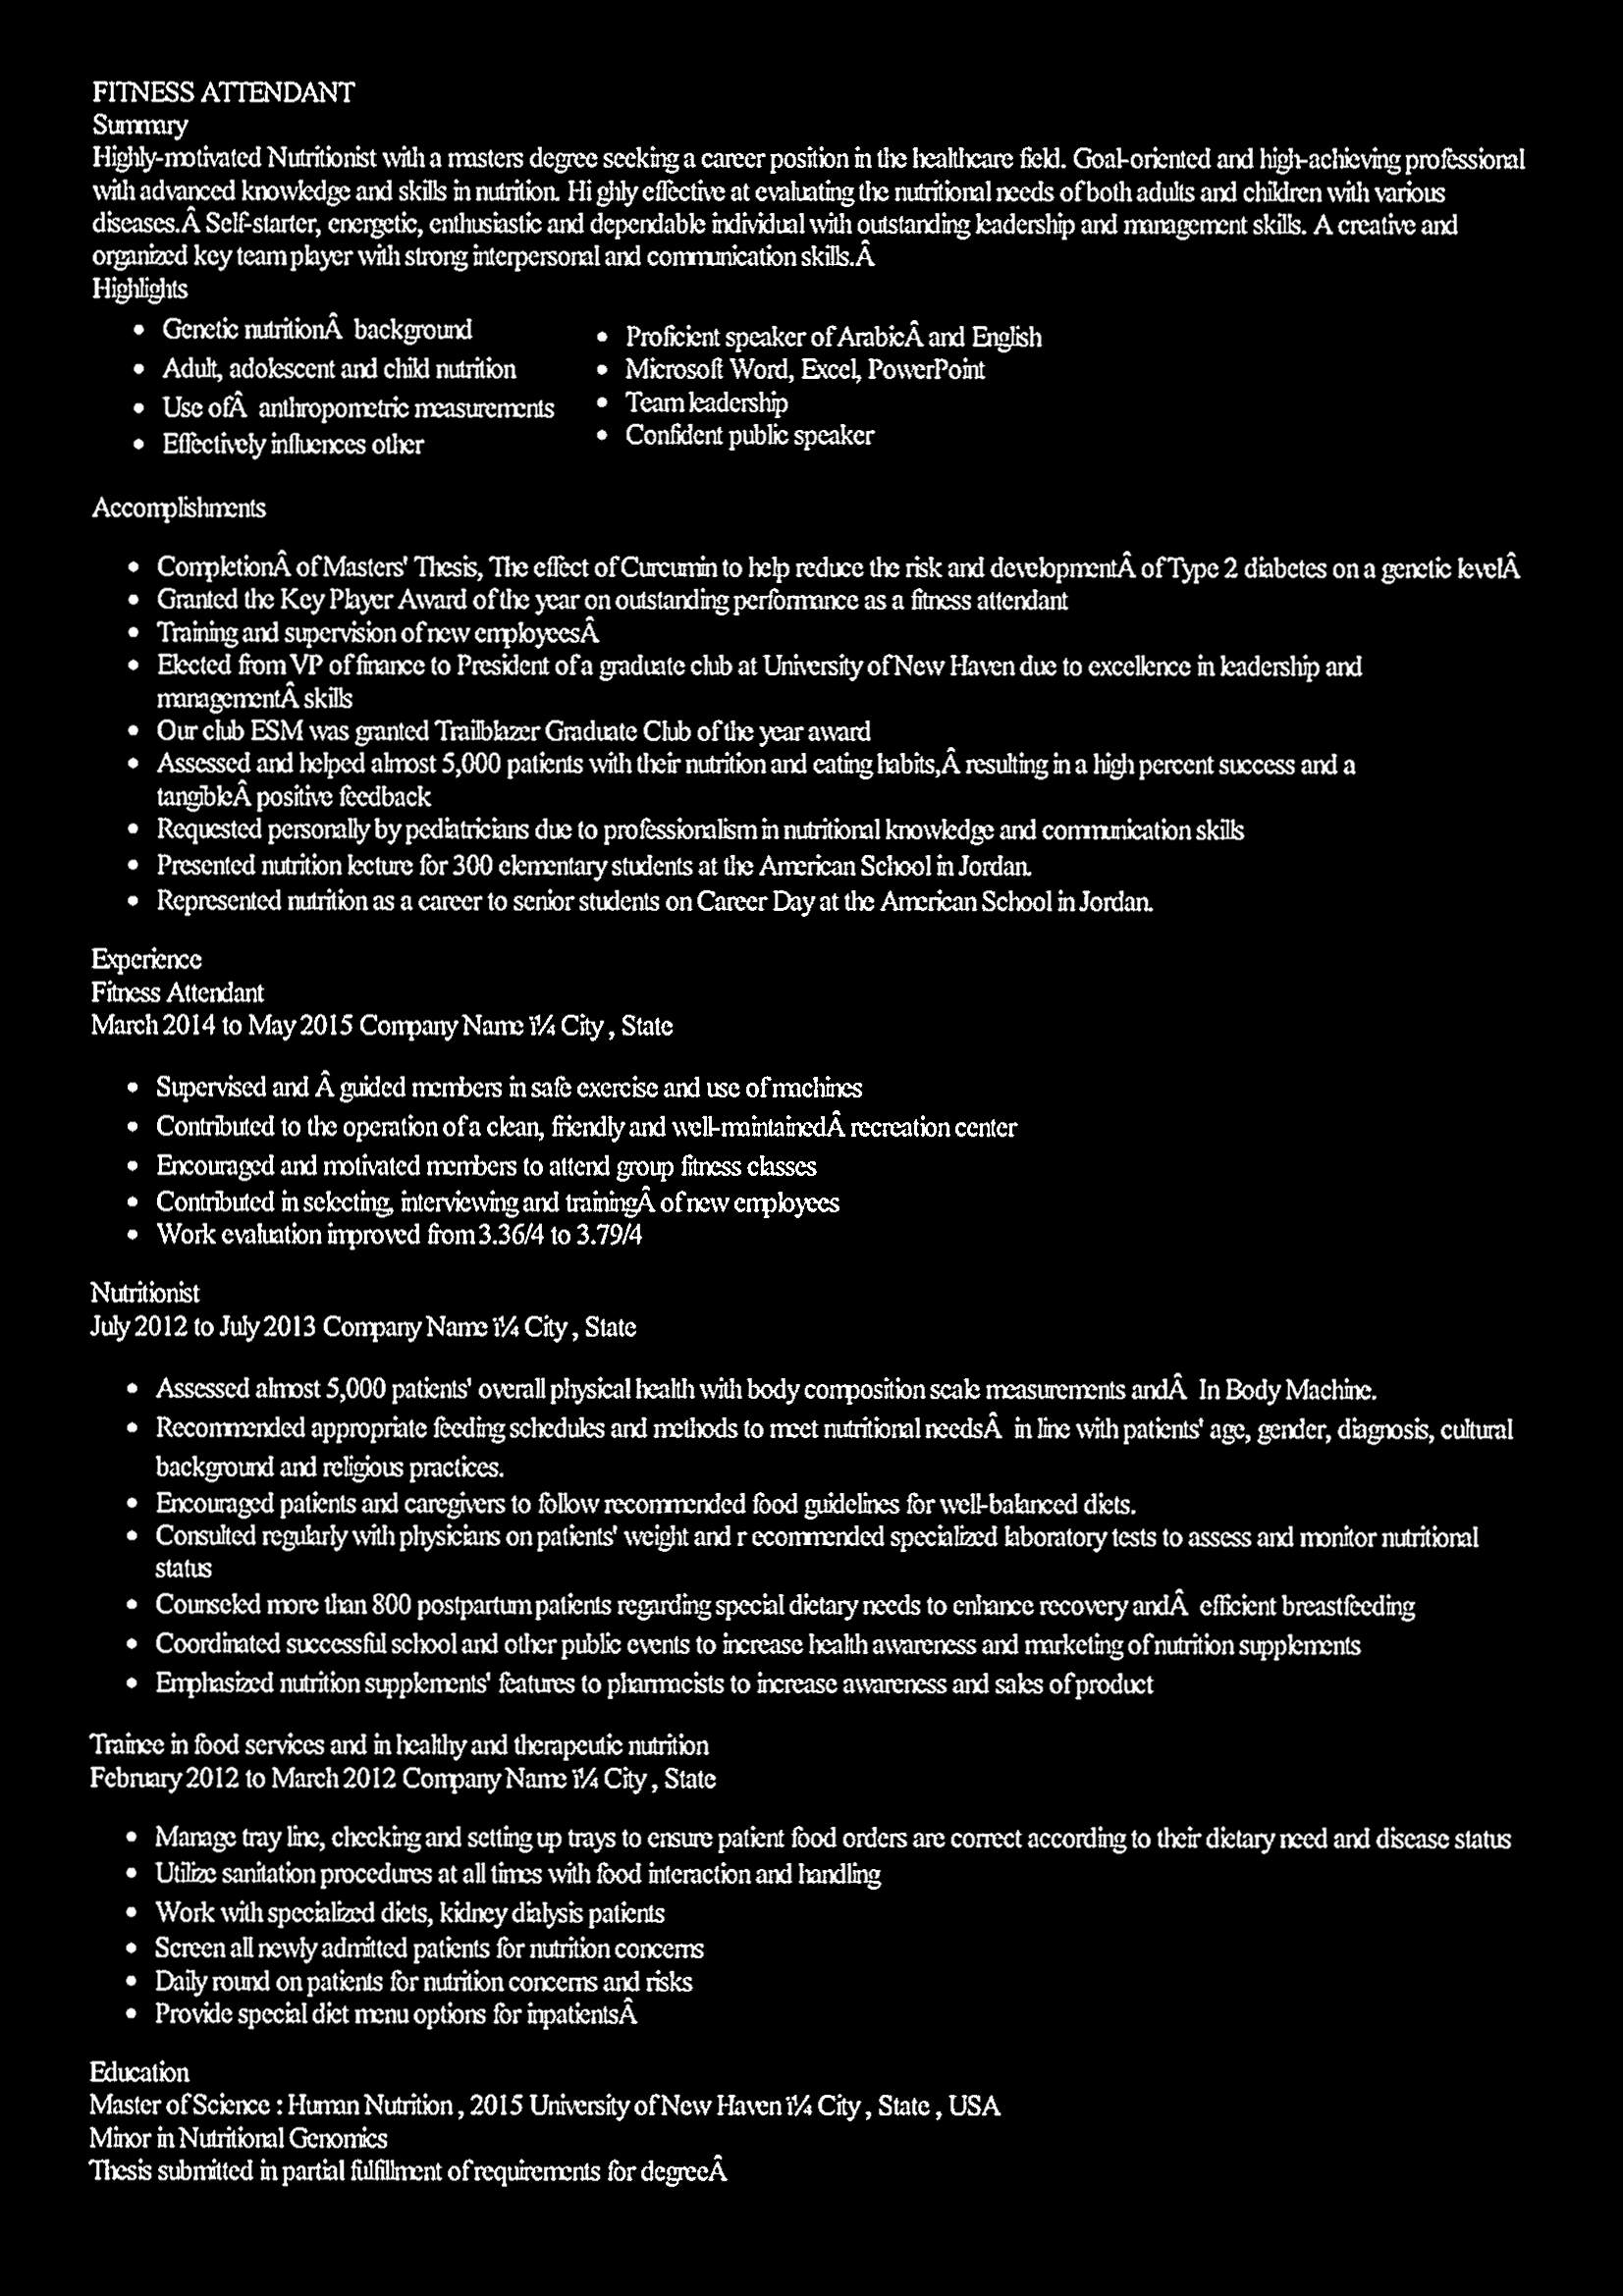 FITNESS ATTENDANT
Summary
Highly-motivated Nutritionist with a masters degree seeking a career position in the healthcare field. Goal-oriented and high-achieving professional
with advanced knowledge and skills in nutrition. Hi ghly effective at evaluating the nutritional needs of both adults and children with various
diseases.Â Self-starter, energetic, enthusiastic and dependable individual with outstanding leadership and management skills. A creative and
organized key team player with strong interpersonal and communication skills.Â
Highlights
• Genetic nutritionÂ background
• Adult, adolescent and child nutrition
• Use ofÂ anthropometric measurements
• Effectively influences other
• Proficient speaker of ArabicÂ and English
• Microsoft Word, Excel, PowerPoint
• Team leadership
• Confident public speaker
Accomplishments
• CompletionÂ of Masters' Thesis, The effect of Curcumin to help reduce the risk and developmentÂ of Type 2 diabetes on a genetic levelÂ
• Granted the Key Player Award of the year on outstanding performance as a fitness attendant
• Training and supervision of new employeesÂ
• Elected from VP of finance to President of a graduate club at University of New Haven due to excellence in leadership and
managementÂ skills
• Our club ESM was granted Trailblazer Graduate Club of the year award
• Assessed and helped almost 5,000 patients with their nutrition and eating habits,Â resulting in a high percent success and a
tangibleÂ positive feedback
• Requested personally by pediatricians due to professionalism in nutritional knowledge and communication skills
• Presented nutrition lecture for 300 elementary students at the American School in Jordan.
• Represented nutrition as a career to senior students on Career Day at the American School in Jordan.
Experience
Fitness Attendant
March 2014 to May 2015 Company Name ï¼ City , State
• Supervised and Â guided members in safe exercise and use of machines
• Contributed to the operation of a clean, friendly and well-maintainedÂ recreation center
• Encouraged and motivated members to attend group fitness classes
• Contributed in selecting, interviewing and trainingÂ of new employees
• Work evaluation improved from 3.36/4 to 3.79/4
Nutritionist
July 2012 to July 2013 Company Name ï¼ City , State
• Assessed almost 5,000 patients' overall physical health with body composition scale measurements andÂ In Body Machine.
• Recommended appropriate feeding schedules and methods to meet nutritional needsÂ in line with patients' age, gender, diagnosis, cultural
background and religious practices.
• Encouraged patients and caregivers to follow recommended food guidelines for well-balanced diets.
• Consulted regularly with physicians on patients' weight and r ecommended specialized laboratory tests to assess and monitor nutritional
status
• Counseled more than 800 postpartum patients regarding special dietary needs to enhance recovery andÂ efficient breastfeeding
• Coordinated successful school and other public events to increase health awareness and marketing of nutrition supplements
• Emphasized nutrition supplements' features to pharmacists to increase awareness and sales of product
Trainee in food services and in healthy and therapeutic nutrition
February 2012 to March 2012 Company Name ï¼ City , State
• Manage tray line, checking and setting up trays to ensure patient food orders are correct according to their dietary need and disease status
• Utilize sanitation procedures at all times with food interaction and handling
• Work with specialized diets, kidney dialysis patients
• Screen all newly admitted patients for nutrition concerns
• Daily round on patients for nutrition concerns and risks
• Provide special diet menu options for inpatientsÂ
Education
Master of Science : Human Nutrition , 2015 University of New Haven ï¼ City , State , USA
Minor in Nutritional Genomics
Thesis submitted in partial fulfillment of requirements for degreeÂ